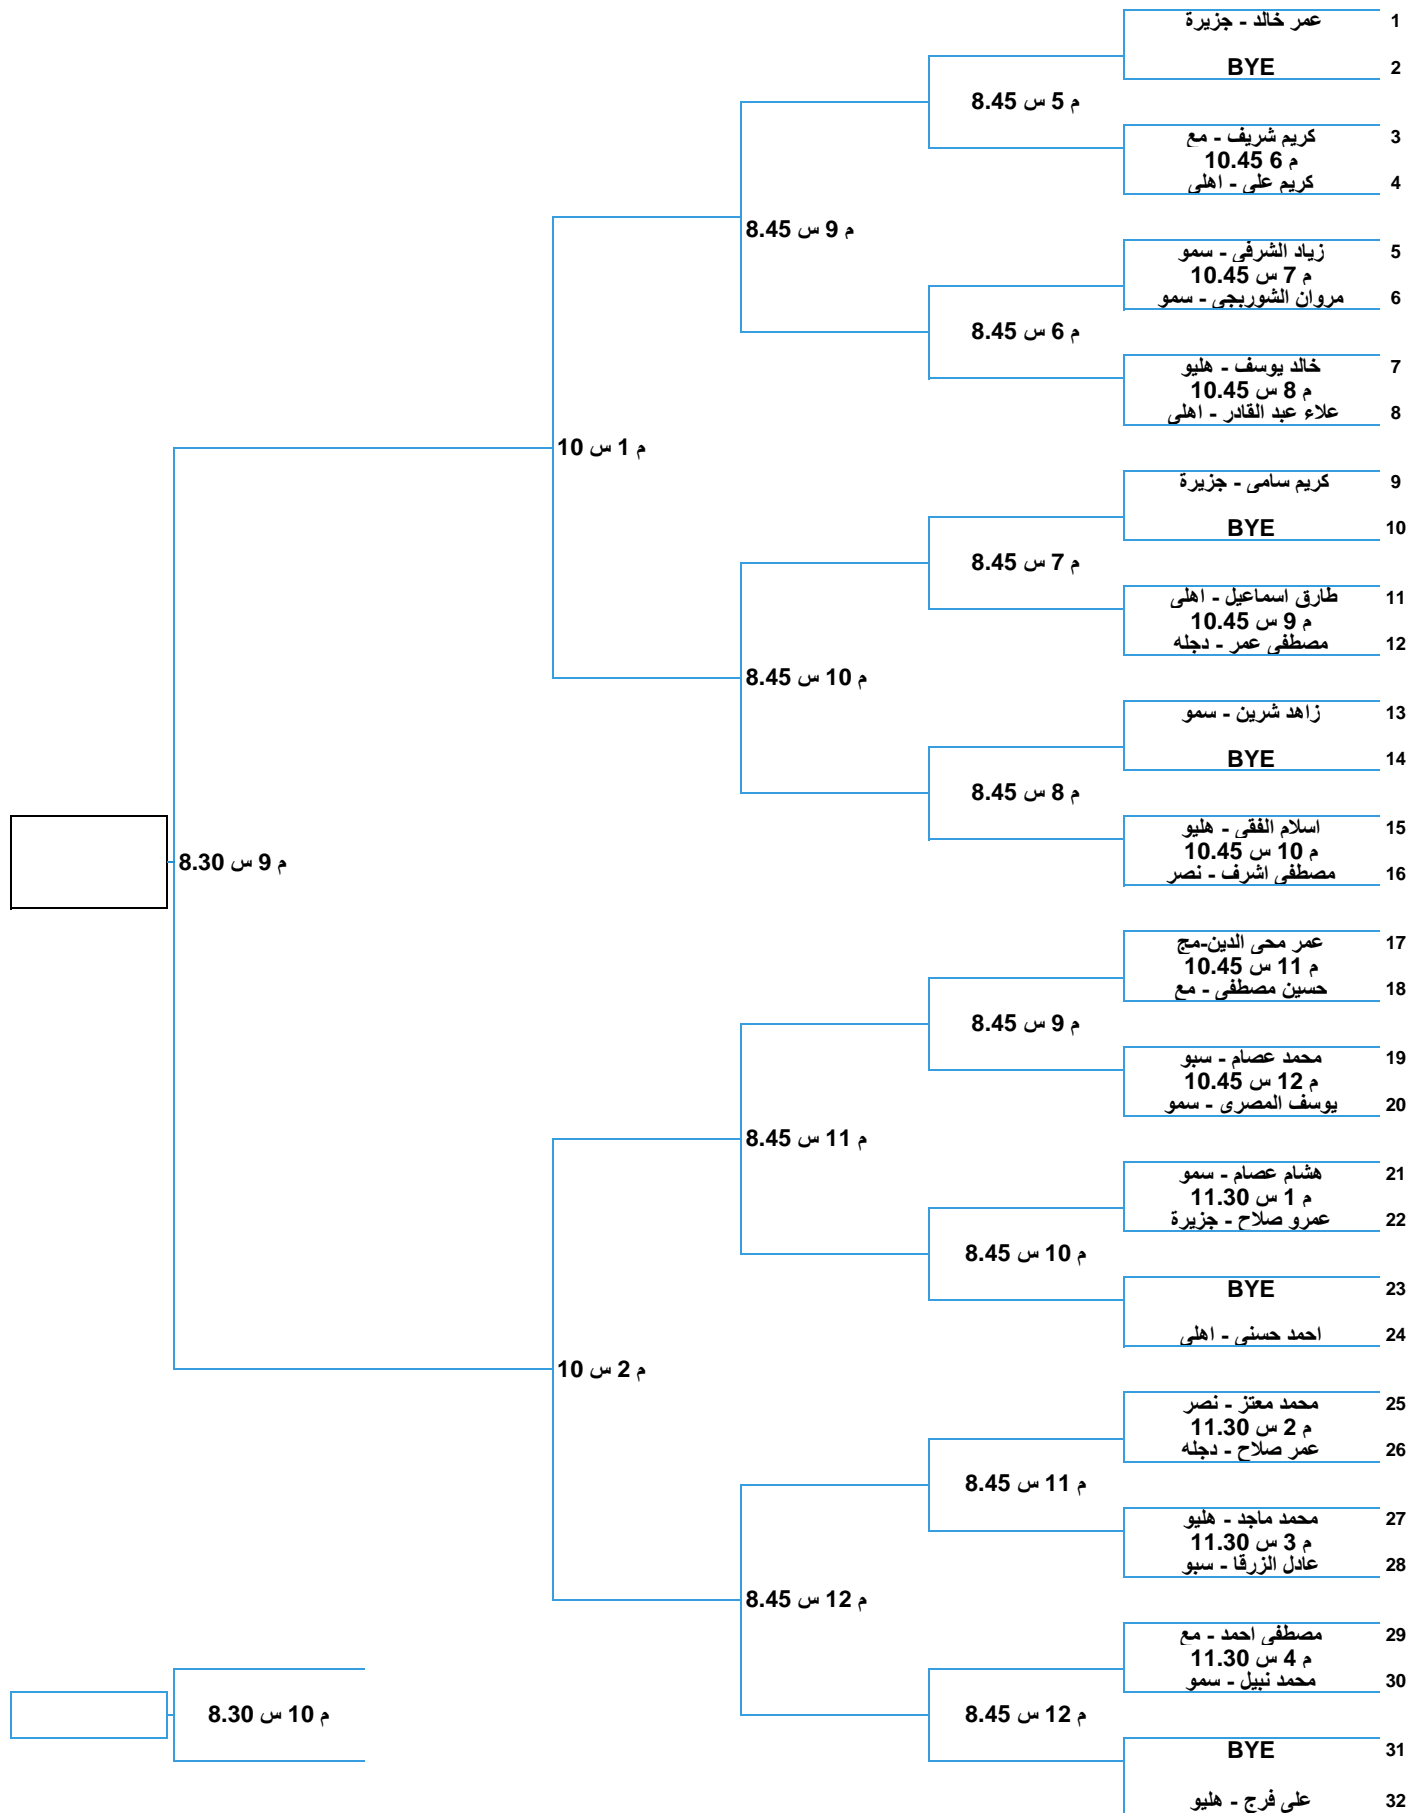 عمر خالد - جزيرة 1
BYE 2
م 5 س 8.45
كريم شريف - مع 3
م 6 10.45
كريم على - اهلى 4
م 9 س 8.45
زياد الشرفى - سمو 5
م 7 س 10.45
مروان الشوربجى - سمو 6
م 6 س 8.45
خالد يوسف - هليو 7
م 8 س 10.45
علاء عبد القادر - اهلى 8
م 1 س 10
كريم سامى - جزيرة 9
BYE 10
م 7 س 8.45
طارق اسماعيل - اهلى 11
م 9 س 10.45
مصطفى عمر - دجله 12
م 10 س 8.45
زاهد شرين - سمو 13
BYE 14
م 8 س 8.45
اسلام الفقى - هليو 15
م 10 س 10.45
مصطفى اشرف - نصر 16
م 9 س 8.30
عمر محى الدين-مج 17
م 11 س 10.45
حسين مصطفى - مع 18
م 9 س 8.45
محمد عصام - سبو 19
م 12 س 10.45
يوسف المصرى - سمو 20
م 11 س 8.45
هشام عصام - سمو 21
م 1 س 11.30
عمرو صلاح - جزيرة 22
م 10 س 8.45
BYE 23
احمد حسنى - اهلى 24
م 2 س 10
محمد معتز - نصر 25
م 2 س 11.30
عمر صلاح - دجله 26
م 11 س 8.45
محمد ماجد - هليو 27
م 3 س 11.30
عادل الزرقا - سبو 28
م 12 س 8.45
مصطفى احمد - مع 29
م 4 س 11.30
محمد نبيل - سمو 30
م 12 س 8.45
م 10 س 8.30
BYE 31
على فرج - هليو 32